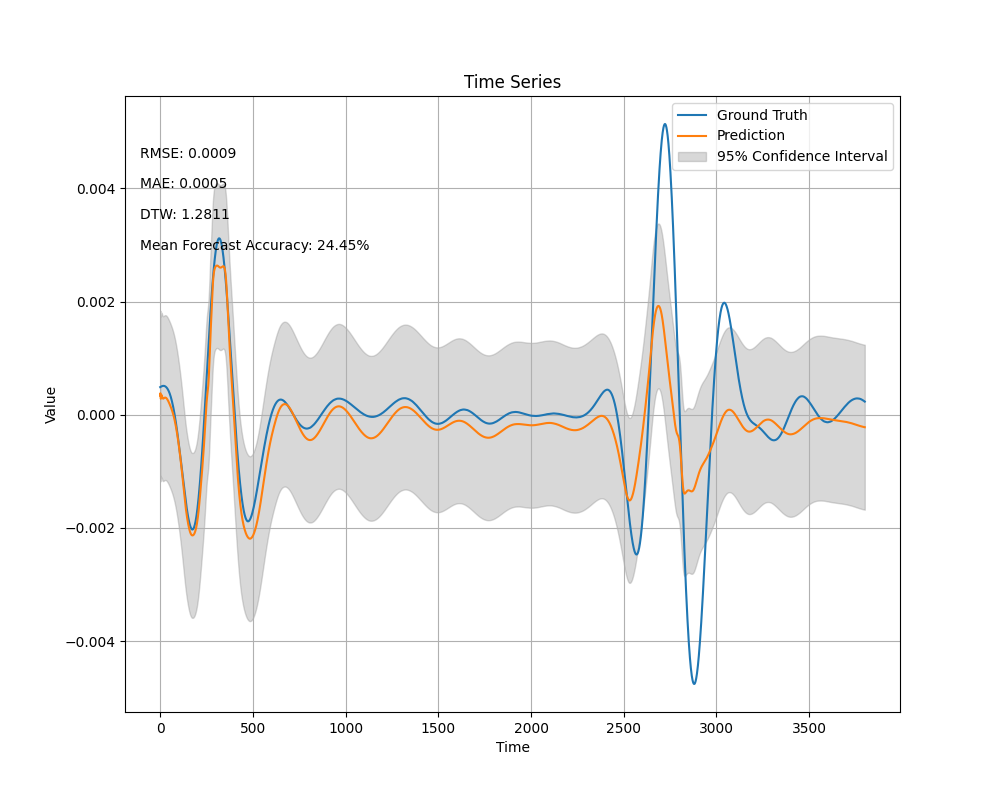 Time Series
Ground Truth
Prediction
95% Confidence Interval
RMSE: 0.0009
MAE: 0.0005
DTW: 1.2811
Mean Forecast Accuracy: 24.45%
0.004
0.002
0.000
−0.002
−0.004
Value
0 500 1000 1500 2000 2500 3000 3500
Time